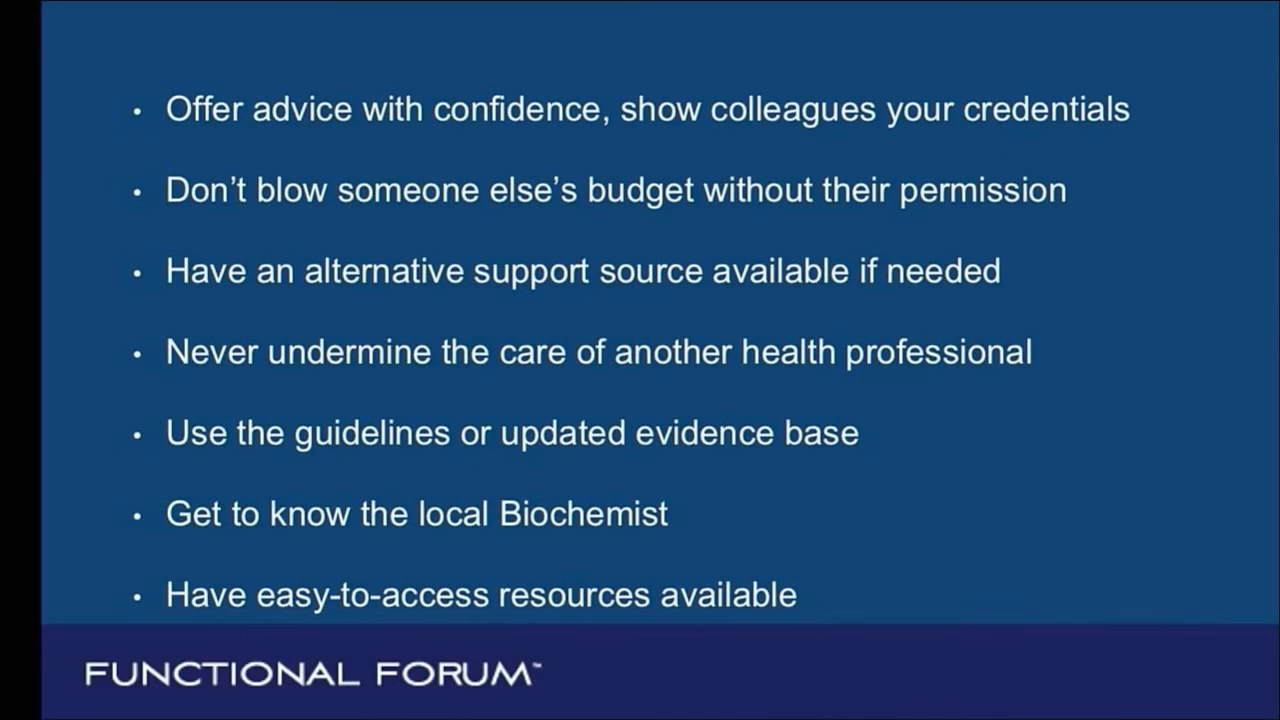 • Offer advice with confidence, show colleagues your credentials
• Don’t blow someone else’s budget without their permission
• Have an alternative support source available if needed
• Never undermine the care of another health professional
• Use the guidelines or updated evidence base
• Get to know the local Biochemist
• Have easy-to-access resources available
FUNCTIONAL FORUM™